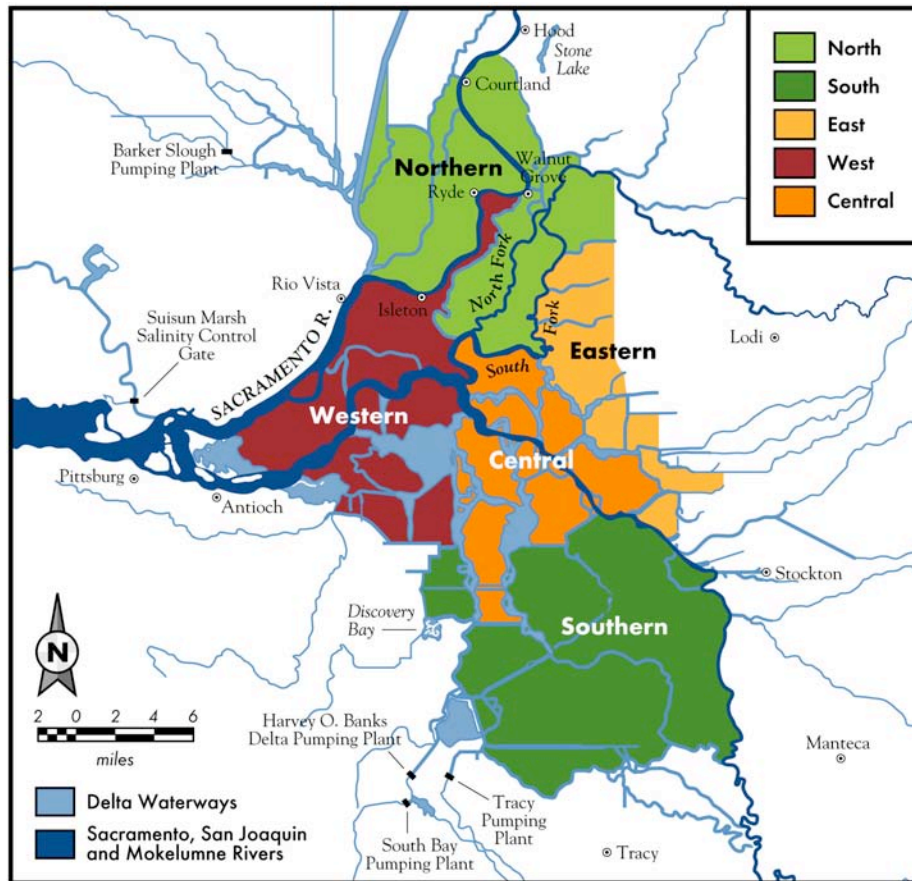 Hood
Stone
Lake
Courtland
North
South
East
West
Central
Barker Slough
Pumping Plant
Northern
Walnut
Grove
Ryde
North Fork
Rio Vista
Isleton
Fork
Suisun Marsh
Salinity Control
Gate
SACRAMENTO R.
South
Eastern
Lodi
Western
Central
Pittsburg
Antioch
Stockton
Discovery
Bay
Southern
N
2 0 2 4 6
miles
Harvey O. Banks
Delta Pumping Plant
Manteca
Tracy
Pumping
Plant
South Bay
Pumping Plant
Tracy
Delta Waterways
Sacramento, San Joaquin
and Mokelumne Rivers